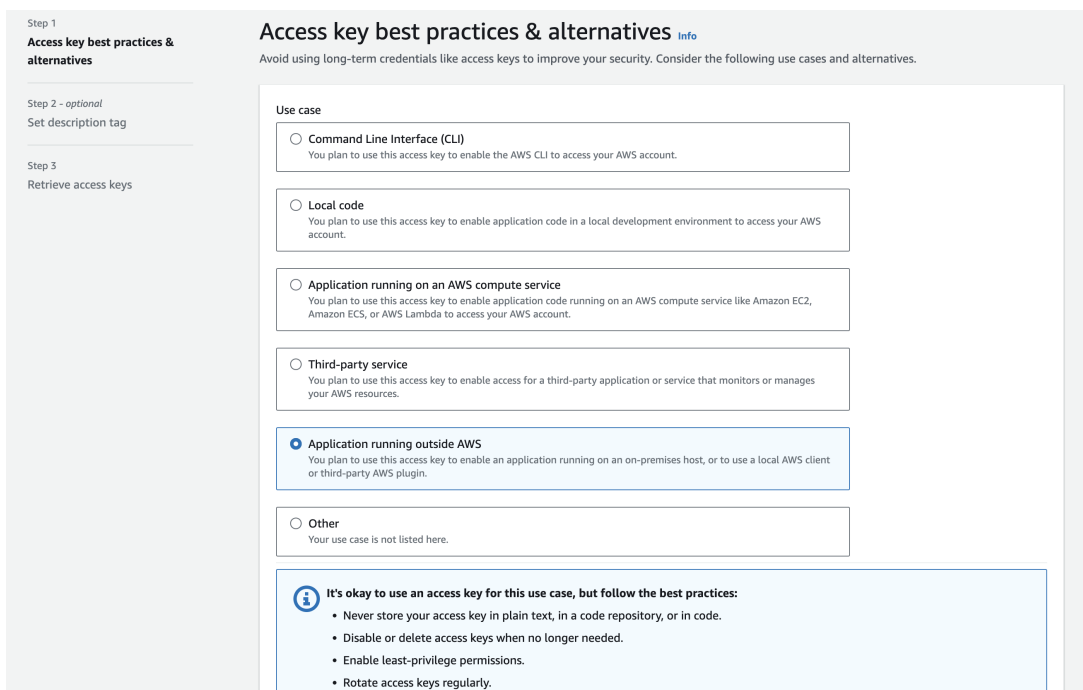 Step 1
Access key best practices &
alternatives
Step 2 - optional
Set description tag
Step 3
Retrieve access keys
Access key best practices & alternatives Info
Avoid using long-term credentials like access keys to improve your security. Consider the following use cases and alternatives.
Use case
Command Line Interface (CLI)
You plan to use this access key to enable the AWS CLI to access your AWS account.
Local code
You plan to use this access key to enable application code in a local development environment to access your AWS
account.
Application running on an AWS compute service
You plan to use this access key to enable application code running on an AWS compute service like Amazon EC2,
Amazon ECS, or AWS Lambda to access your AWS account.
Third-party service
You plan to use this access key to enable access for a third-party application or service that monitors or manages
your AWS resources.
Application running outside AWS
You plan to use this access key to enable an application running on an on-premises host, or to use a local AWS client
or third-party AWS plugin.
Other
Your use case is not listed here.
It's okay to use an access key for this use case, but follow the best practices:
• Never store your access key in plain text, in a code repository, or in code.
• Disable or delete access keys when no longer needed.
• Enable least-privilege permissions.
• Rotate access keys regularly.